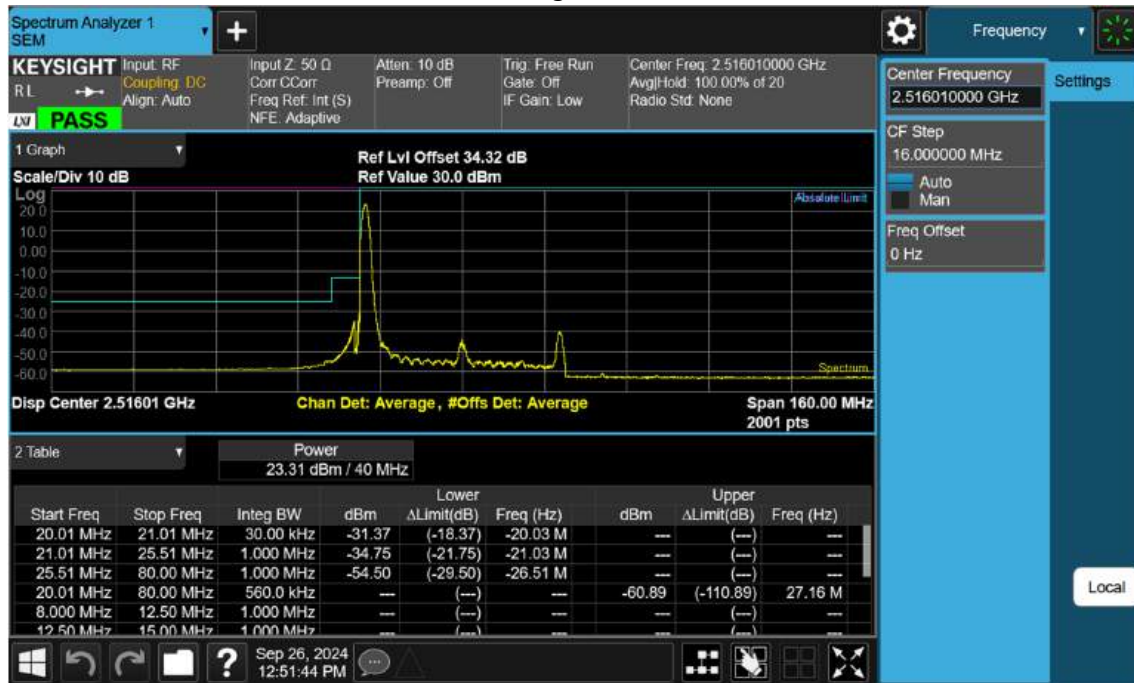 Spectrum Analyzer 1
SEM
Frequency
KEYSIGHT
RL
LXI PASS
Input: RF
Coupling: DC
Align: Auto
Input Z: 50 Ω
Corr CCorr
Freq Ref: Int (S)
NFE: Adaptive
Atten: 10 dB
Preamp: Off
Trig: Free Run
Gate: Off
IF Gain: Low
Center Freq: 2.516010000 GHz
Avg|Hold: 100.00% of 20
Radio Std: None
Center Frequency
2.516010000 GHz
Settings
CF Step
16.000000 MHz
Auto
Man
Freq Offset
0 Hz
1 Graph
Scale/Div 10 dB
Ref Lvl Offset 34.32 dB
Ref Value 30.0 dBm
Log
Absolute Limit
20.0
10.0
0.00
-10.0
-20.0
-30.0
-40.0
-50.0
-60.0
Spectrum
Disp Center 2.51601 GHz
Chan Det: Average, #Offs Det: Average
Span 160.00 MHz
2001 pts
2 Table
Power
23.31 dBm / 40 MHz
Lower Upper
Start Freq Stop Freq Integ BW dBm ΔLimit(dB) Freq (Hz) dBm ΔLimit(dB) Freq (Hz)
20.01 MHz 21.01 MHz 30.00 kHz -31.37 (-18.37) -20.03 M --- (---) ---
21.01 MHz 25.51 MHz 1.000 MHz -34.75 (-21.75) -21.03 M --- (---) ---
25.51 MHz 80.00 MHz 1.000 MHz -54.50 (-29.50) -26.51 M --- (---) ---
20.01 MHz 80.00 MHz 560.0 kHz --- (---) --- -60.89 (-110.89) 27.16 M
8.000 MHz 12.50 MHz 1.000 MHz --- (---) --- --- (---) ---
12.50 MHz 15.00 MHz 1.000 MHz --- (---) --- --- (---) ---
Local
?
Sep 26, 2024
12:51:44 PM